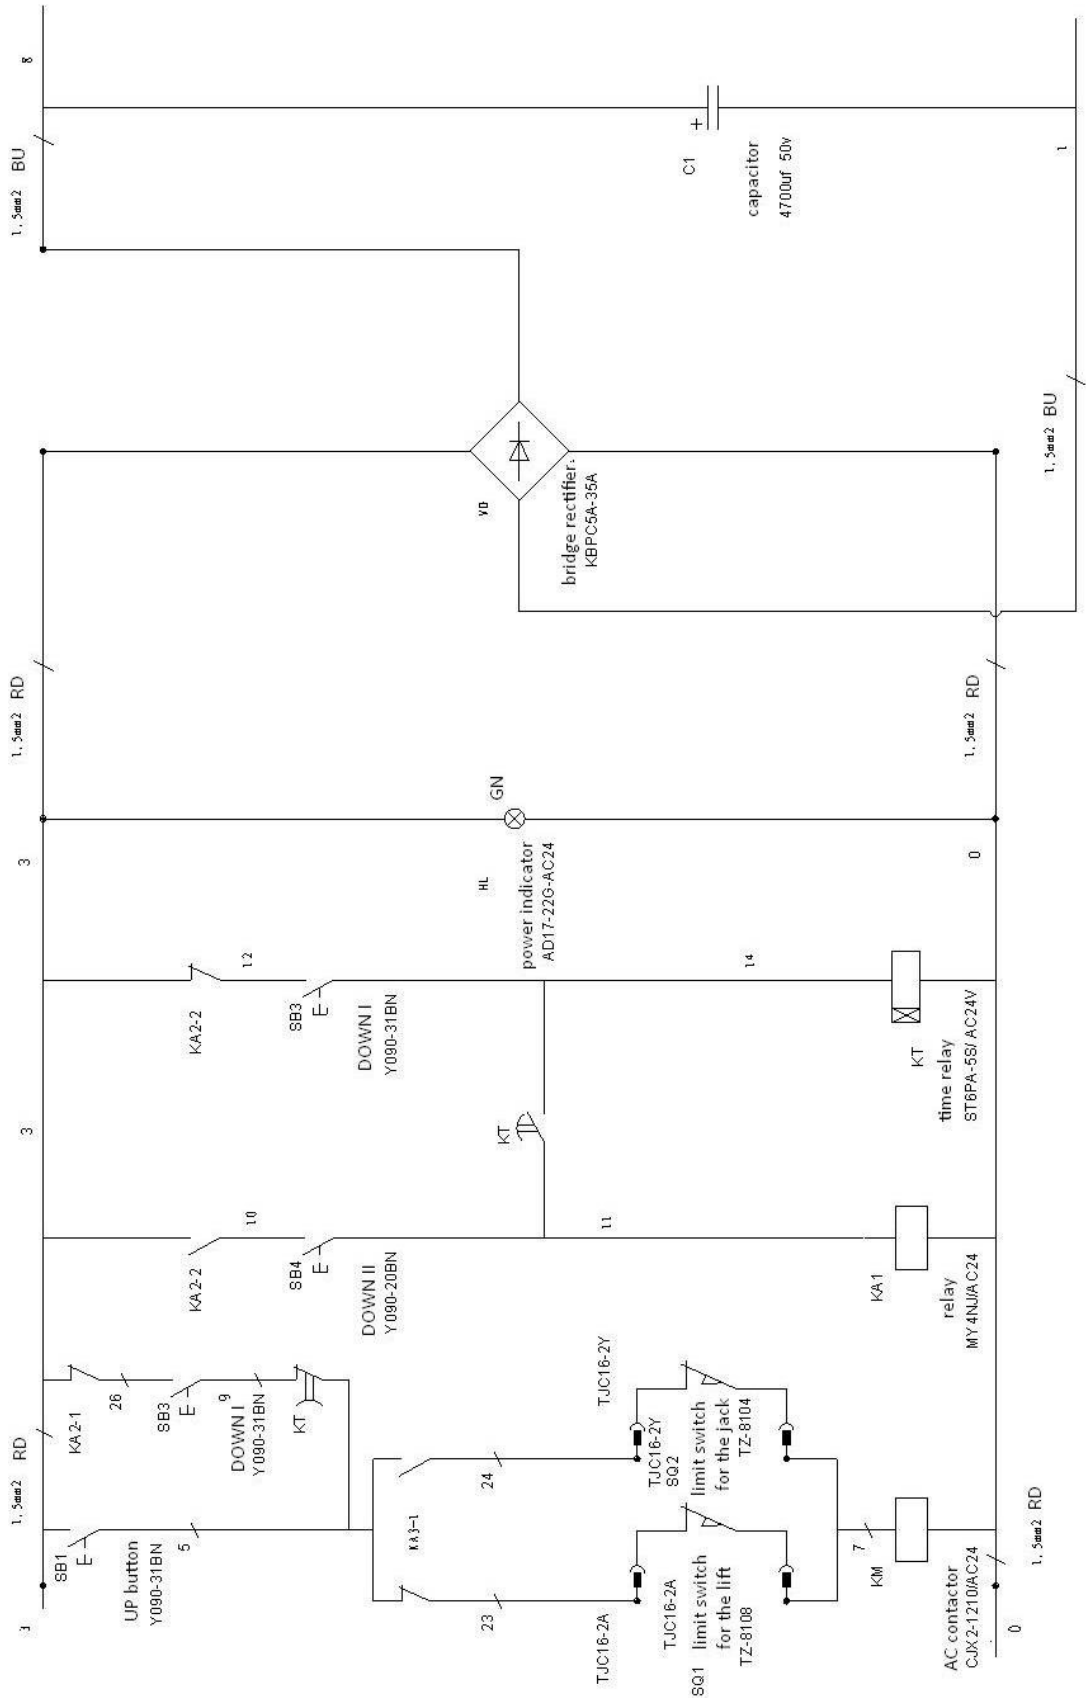 3
1.5mm2 RD
3
3
1.5mm2 RD
1.5mm2 BU
8
SB1
UP button
Y090-31BN
5
KA2-1
26
SB3
9
DOWN I
Y090-31BN
KT
KA2-2
10
SB4
DOWN II
Y090-20BN
KA2-2
12
SB3
DOWN I
Y090-31BN
KT
KA3-1
23
24
TJC16-2A
TJC16-2A
SQ1
limit switch
for the lift
TZ-8108
TJC16-2Y
TJC16-2Y
SQ2
limit switch
for the jack
TZ-8104
11
14
HL
GN
power indicator
AD17-22G-AC24
VD
bridge rectifier.
KBPC5A-35A
C1
+
capacitor
4700uf 50v
7
KM
AC contactor
CJX2-1210/AC24
KA1
relay
MY4NJ/AC24
KT
time relay
ST6PA-5S/AC24V
0
1.5mm2 RD
0
1.5mm2 RD
1.5mm2 BU
1